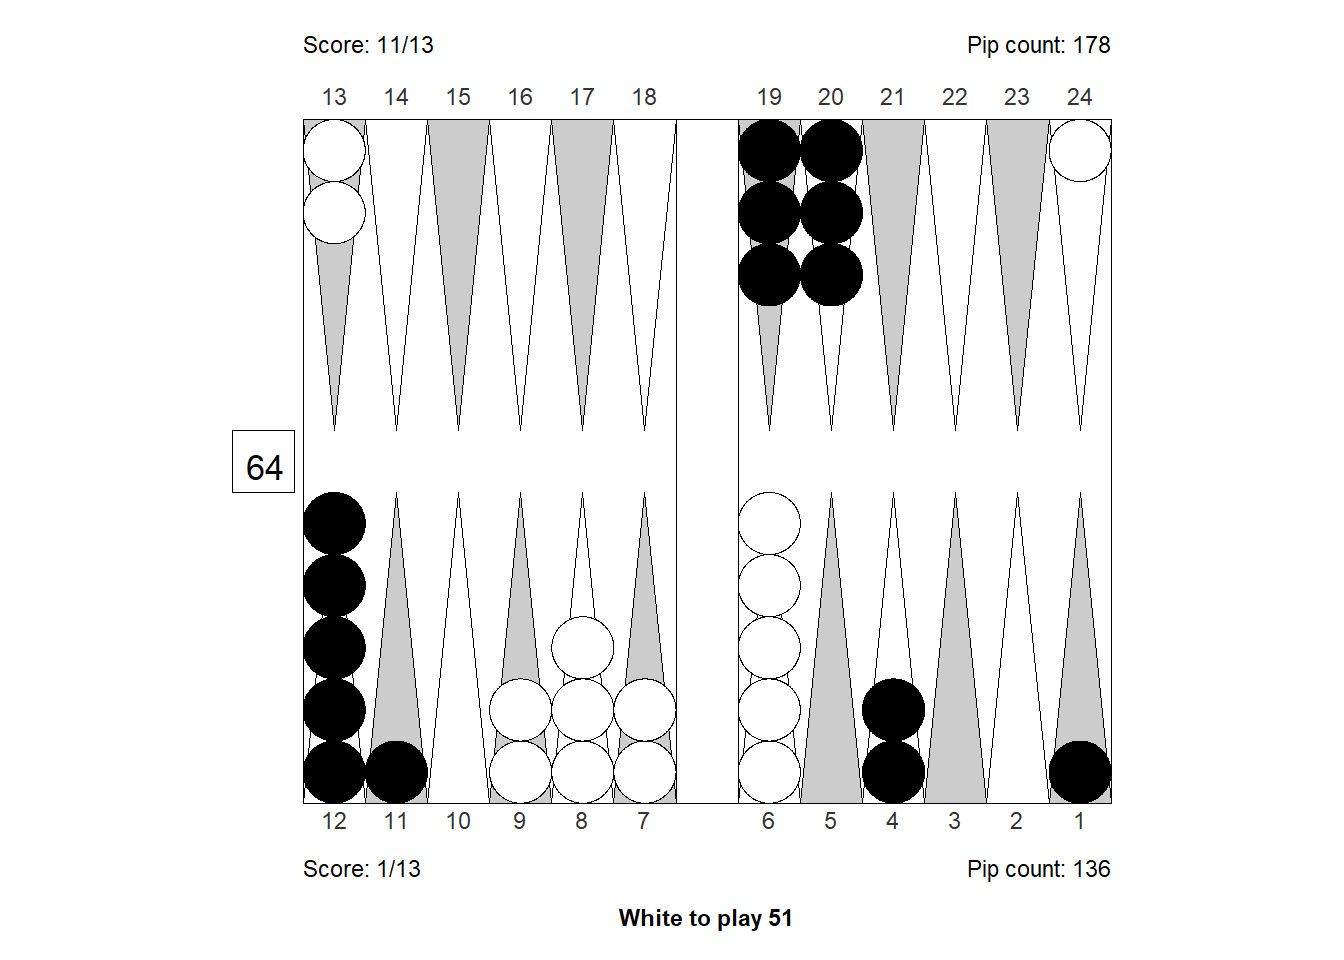 Score: 11/13 Pip count: 178
13 14 15 16 17 18 19 20 21 22 23 24
64
12 11 10 9 8 7 6 5 4 3 2 1
Score: 1/13 Pip count: 136
White to play 51